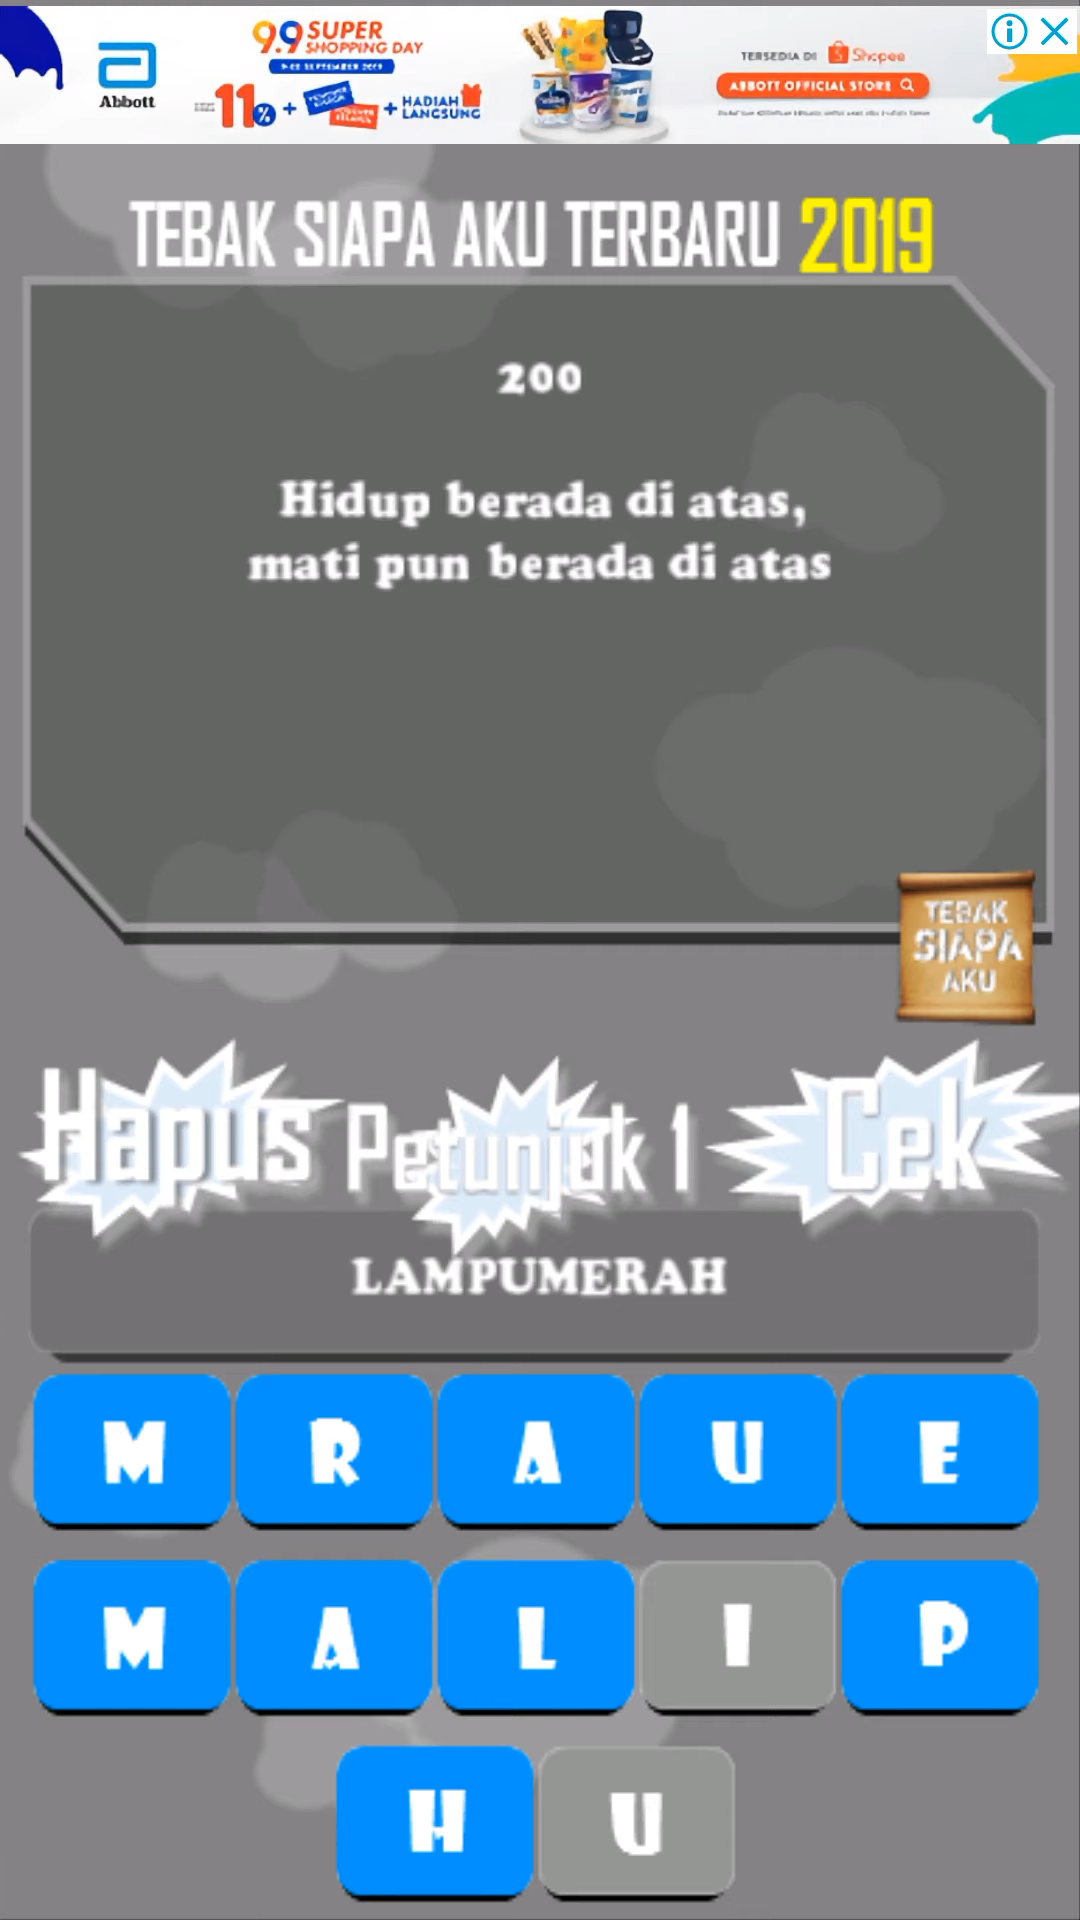 Abbott
9.9 SUPER
SHOPPING DAY
11% + + HADIAH
LANGSUNG
TERSEDIA DI Shopee
ABBOTT OFFICIAL STORE
TEBAK SIAPA AKU TERBARU 2019
200
Hidup berada di atas,
mati pun berada di atas
TEBAK
SIAPA
AKU
Hapus Petunjuk 1 Cek
LAMPUMERAH
M R A U E
M A L I P
H U